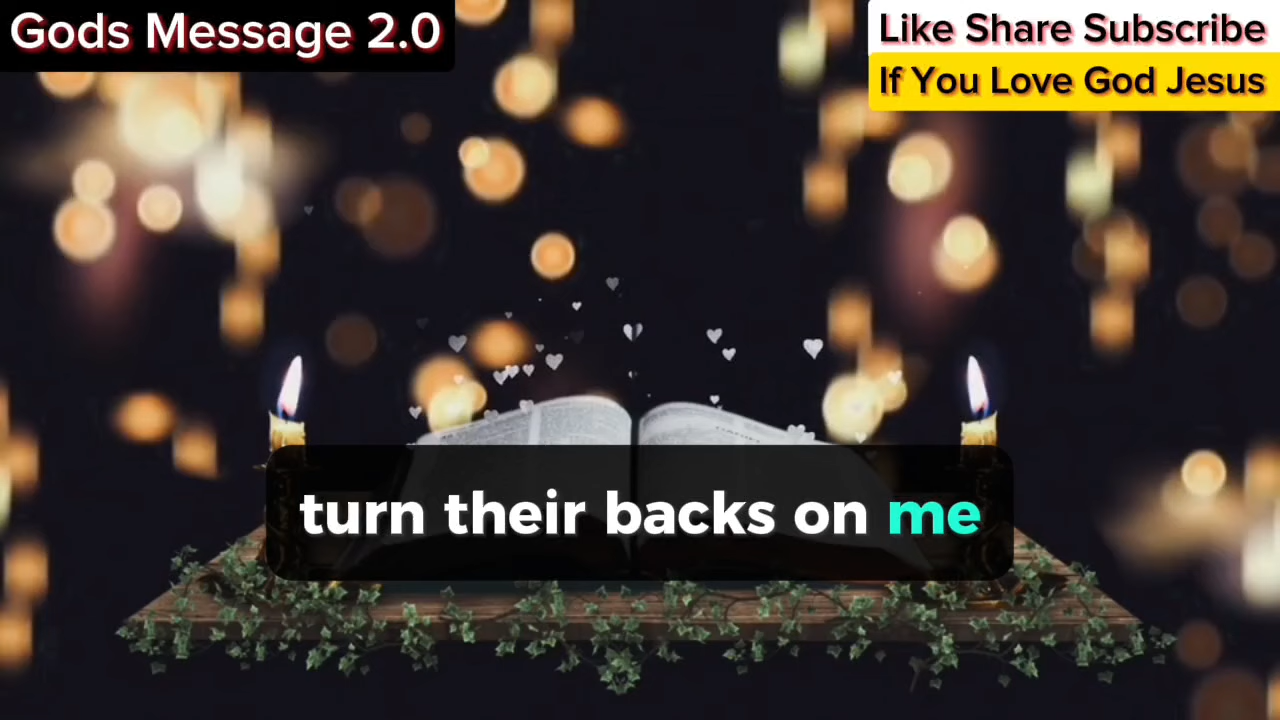 Gods Message 2.0
Like Share Subscribe
If You Love God Jesus
turn their backs on me